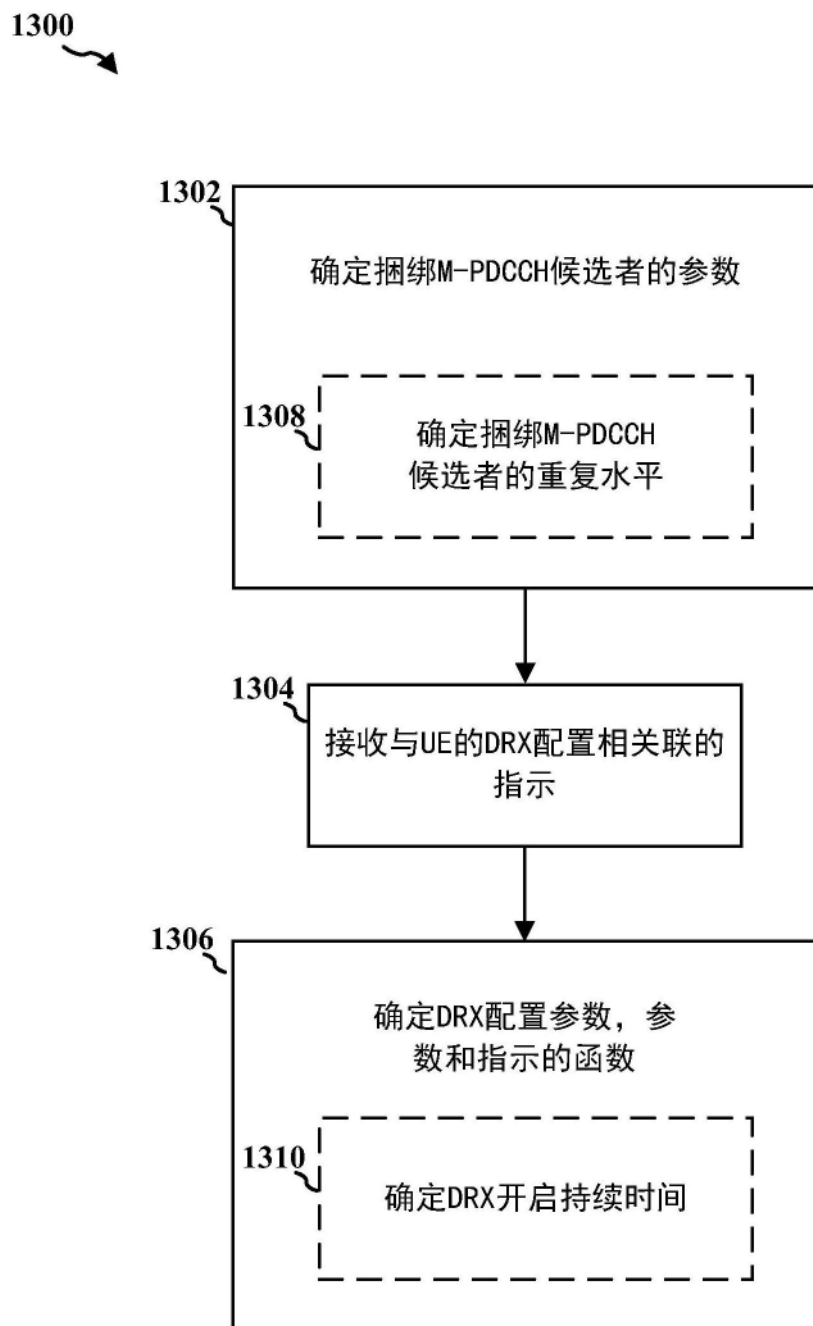 1300
1302
确定捆绑M-PDCCH候选者的参数
1308
确定捆绑M-PDCCH
候选者的重复水平
1304
接收与UE的DRX配置相关联的
指示
1306
确定DRX配置参数，参
数和指示的函数
1310
确定DRX开启持续时间